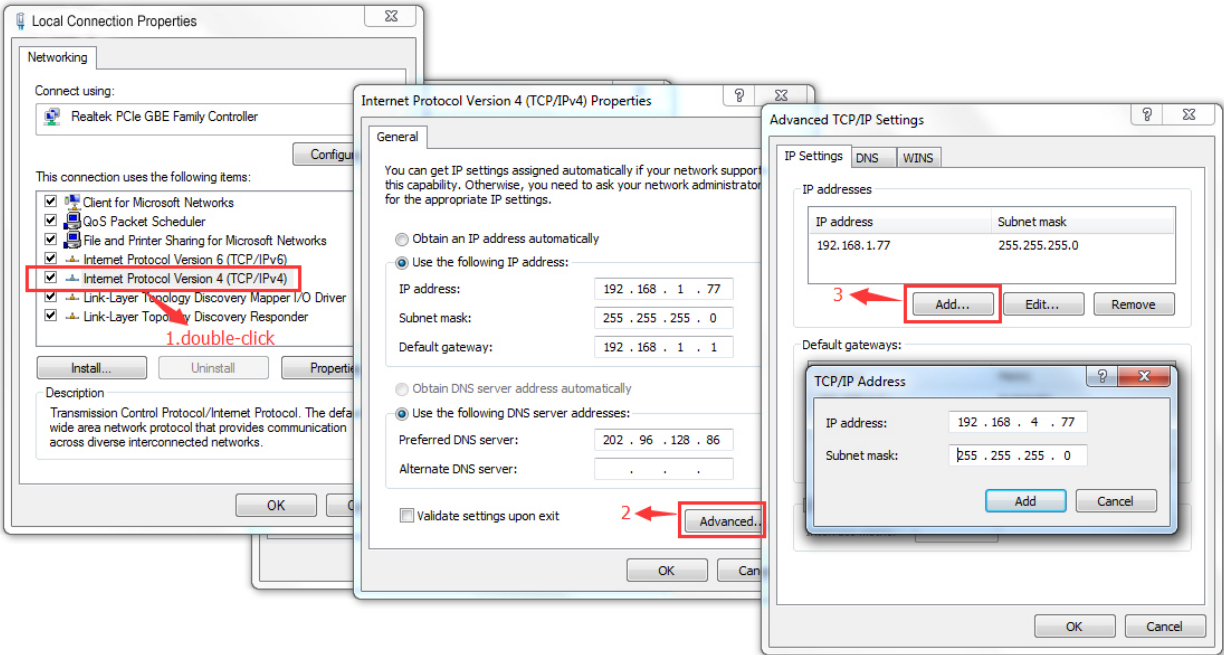 Local Connection Properties
Networking
Connect using:
Realtek PCIe GBE Family Controller
This connection uses the following items:
Client for Microsoft Networks
QoS Packet Scheduler
File and Printer Sharing for Microsoft Networks
Internet Protocol Version 6 (TCP/IPv6)
Internet Protocol Version 4 (TCP/IPv4)
Link-Layer Topology Discovery Mapper I/O Driver
Link-Layer Topology Discovery Responder
1.double-click
Install...
Uninstall
Description
Transmission Control Protocol/Internet Protocol. The
wide area network protocol that provides communication
across diverse interconnected networks.
OK
Internet Protocol Version 4 (TCP/IPv4) Properties
General
You can get IP settings assigned automatically if your network support
this capability. Otherwise, you need to ask your network administrator
for the appropriate IP settings.
Obtain an IP address automatically
Use the following IP address:
IP address: 192 . 168 . 1 . 77
Subnet mask: 255 . 255 . 255 . 0
Default gateway: 192 . 168 . 1 . 1
Obtain DNS server address automatically
Use the following DNS server addresses:
Preferred DNS server: 202 . 96 . 128 . 86
Alternate DNS server: . . .
Validate settings upon exit
2
Advanced..
OK
Advanced TCP/IP Settings
IP Settings
DNS
WINS
IP addresses
IP address Subnet mask
192.168.1.77 255.255.255.0
3
Add...
Edit...
Remove
Default gateways:
TCP/IP Address
IP address: 192 . 168 . 4 . 77
Subnet mask: 255 . 255 . 255 . 0
Add
Cancel
OK
Cancel